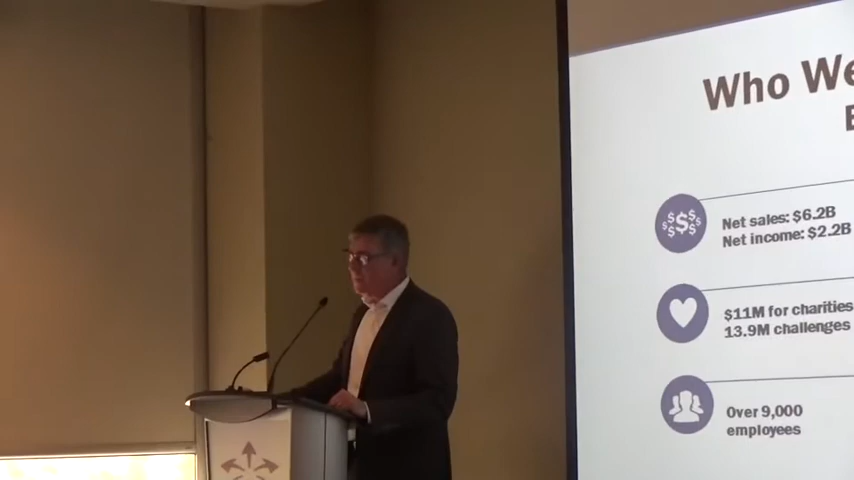 Who We
Net sales: $6.2B
Net income: $2.2B
$11M for charities
13.9M challenges
Over 9,000
employees